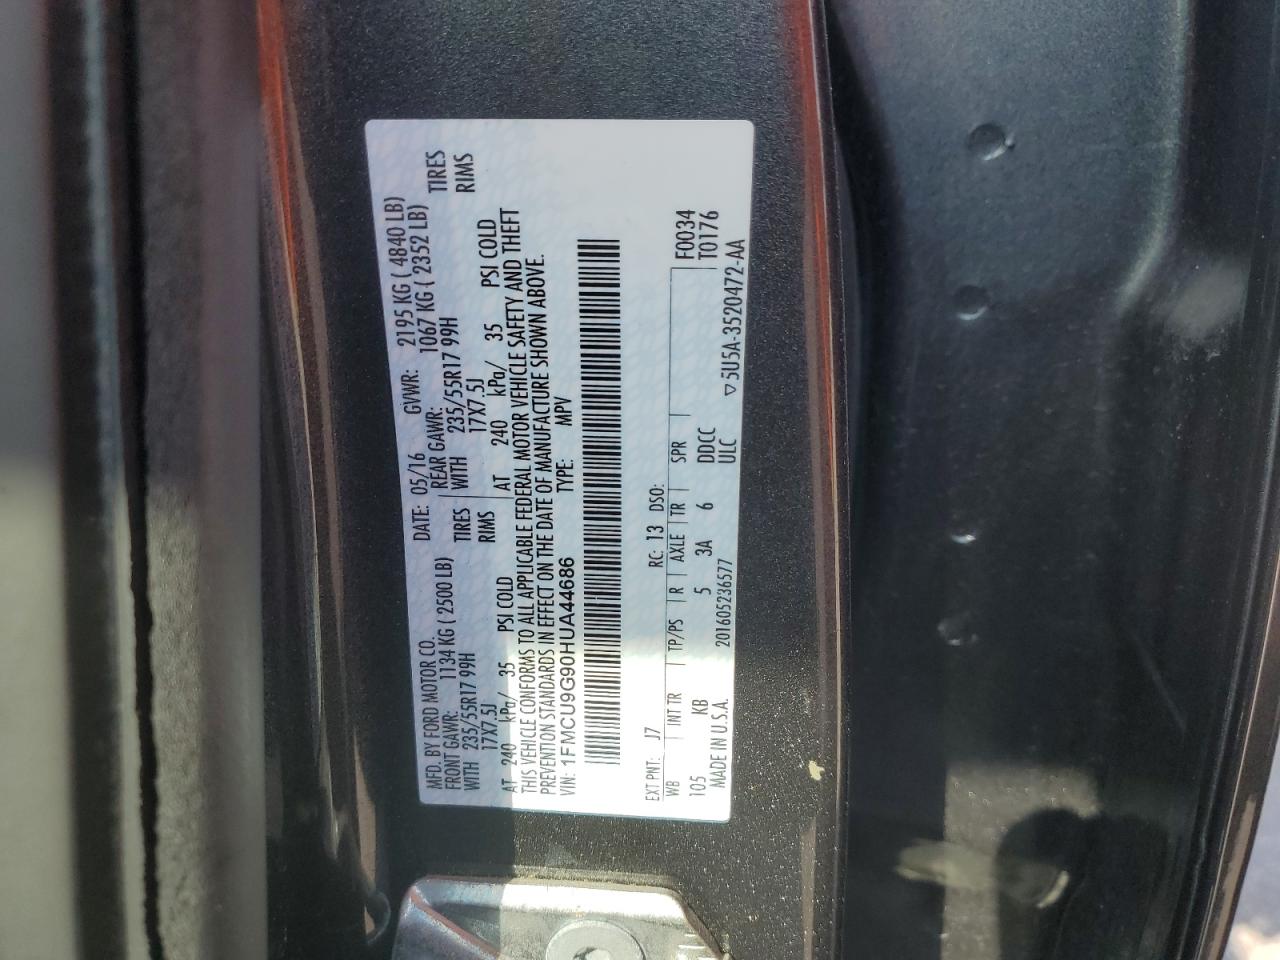 MFD. BY FORD MOTOR CO. DATE: 05/16 GVWR: 2195 KG ( 4840 LB)
FRONT GAWR: 1134 KG ( 2500 LB) REAR GAWR: 1067 KG ( 2352 LB)
WITH 235/55R17 99H TIRES WITH 235/55R17 99H TIRES
17X7.5J RIMS 17X7.5J RIMS
AT 240 kPa/ 35 PSI COLD AT 240 kPa/ 35 PSI COLD
THIS VEHICLE CONFORMS TO ALL APPLICABLE FEDERAL MOTOR VEHICLE SAFETY AND THEFT
PREVENTION STANDARDS IN EFFECT ON THE DATE OF MANUFACTURE SHOWN ABOVE.
VIN: 1FMCU9G90HUA44686 TYPE: MPV
EXT PNT: J7 RC: 13 DSO: F0034
WB INT TR TP/PS R AXLE TR SPR T0176
105 KB 5 3A 6 DDCC
MADE IN U.S.A. 201605236577 ULC ▽5U5A-3520472-AA